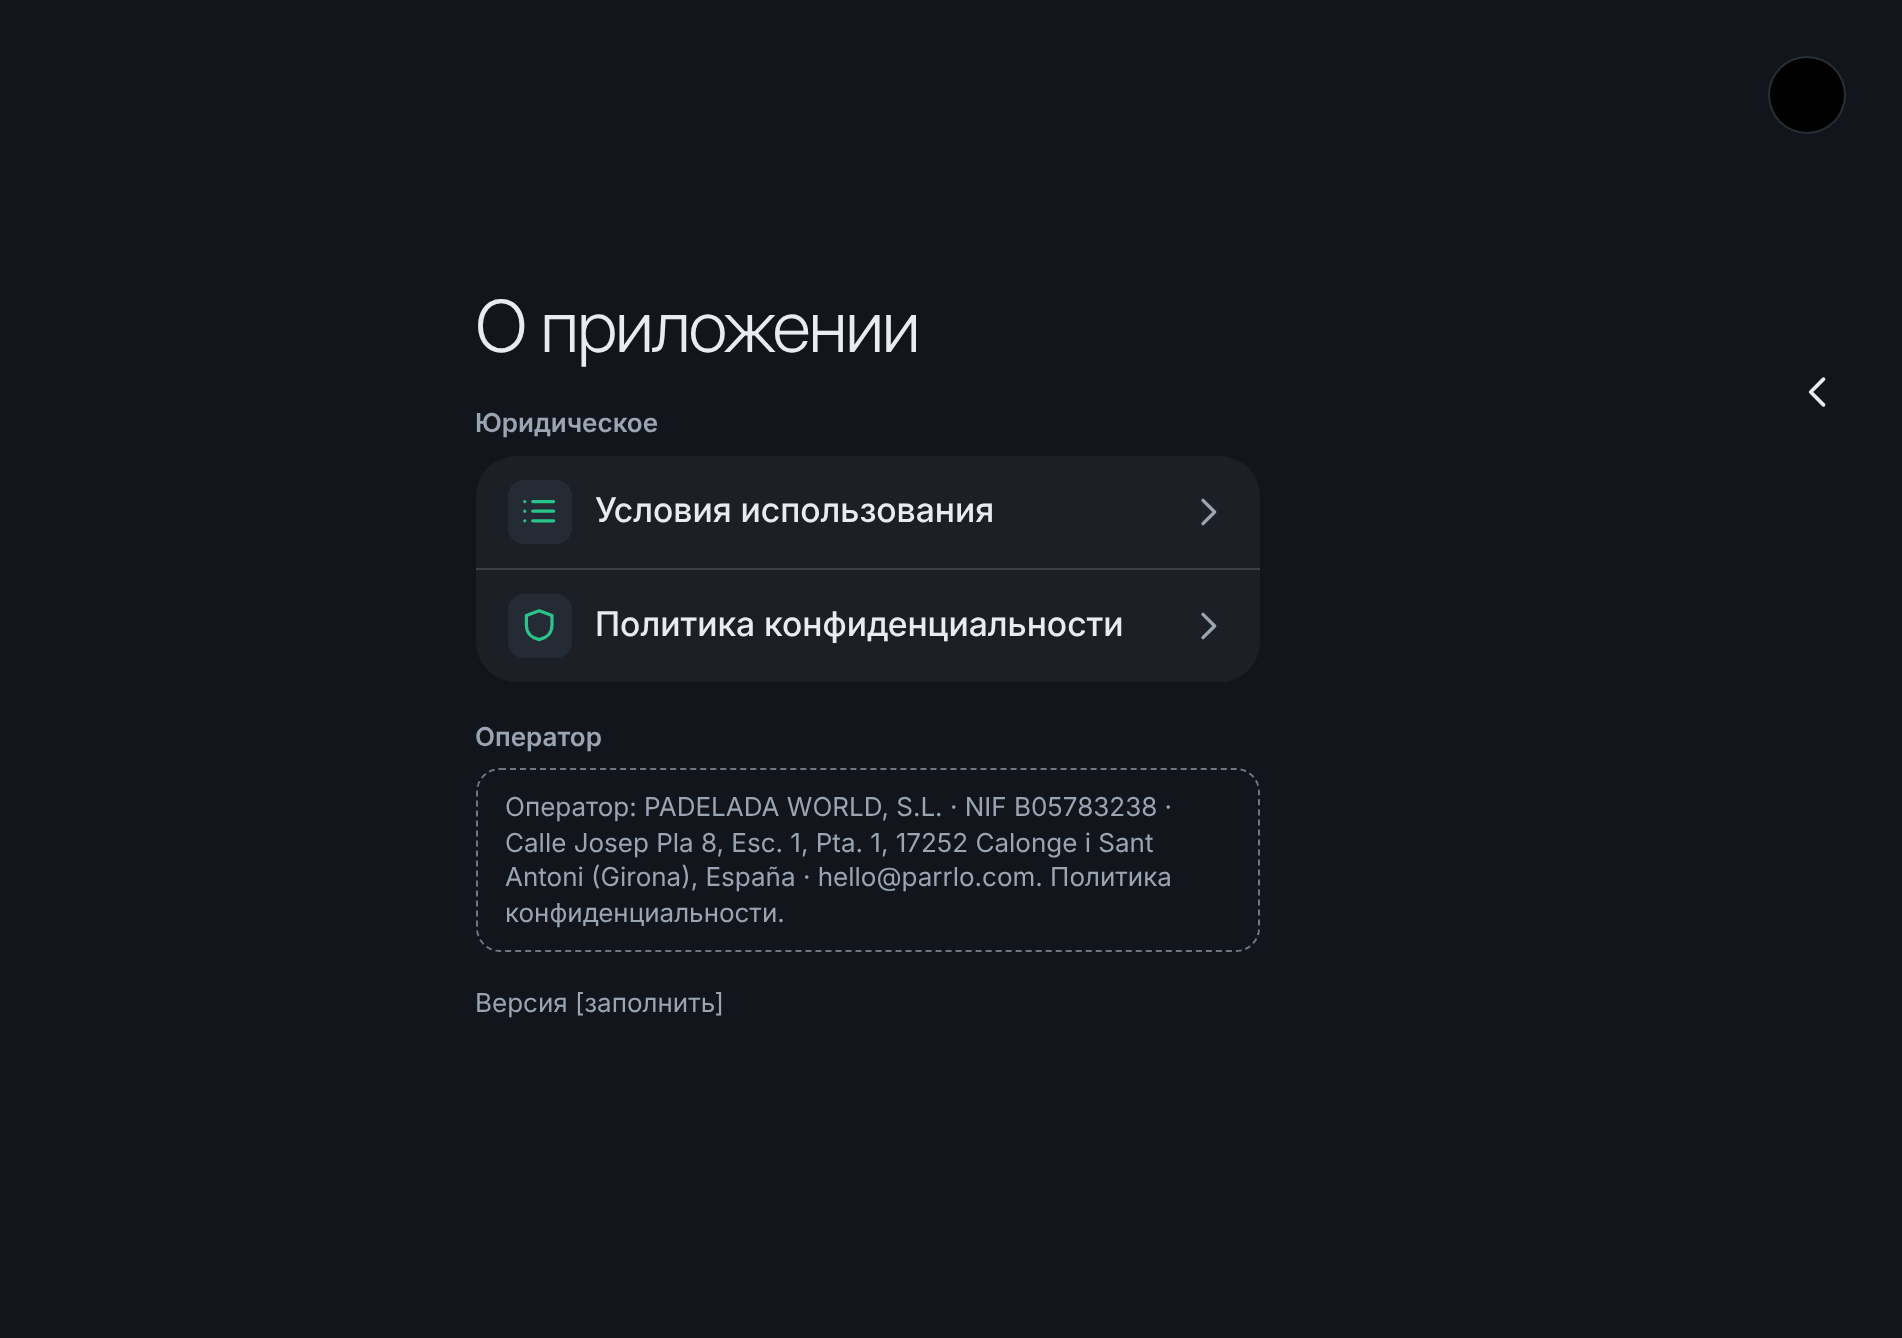 О приложении
Юридическое
Условия использования
Политика конфиденциальности
Оператор
Оператор: PADELADA WORLD, S.L. · NIF B05783238 ·
Calle Josep Pla 8, Esc. 1, Pta. 1, 17252 Calonge i Sant
Antoni (Girona), España · hello@parrlo.com. Политика
конфиденциальности.
Версия [заполнить]